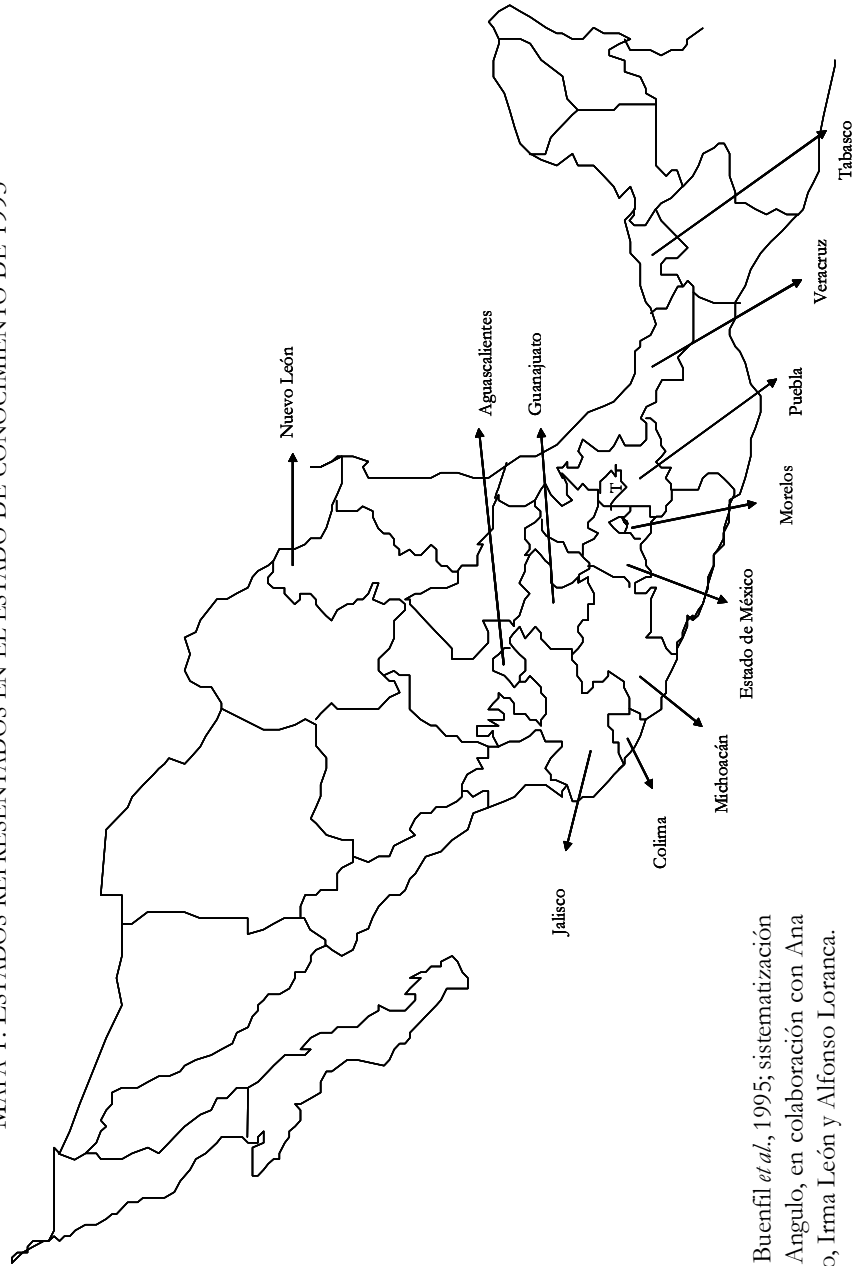 MAPA 1. ESTADOS REPRESENTADOS EN EL ESTADO DE CONOCIMIENTO DE 1995
Nuevo León
Aguascalientes
Guanajuato
T
Jalisco
Colima
Michoacán
Estado de México
Morelos
Puebla
Veracruz
Tabasco
Buenfil et al., 1995; sistematización
Angulo, en colaboración con Ana
Irma León y Alfonso Loranca.